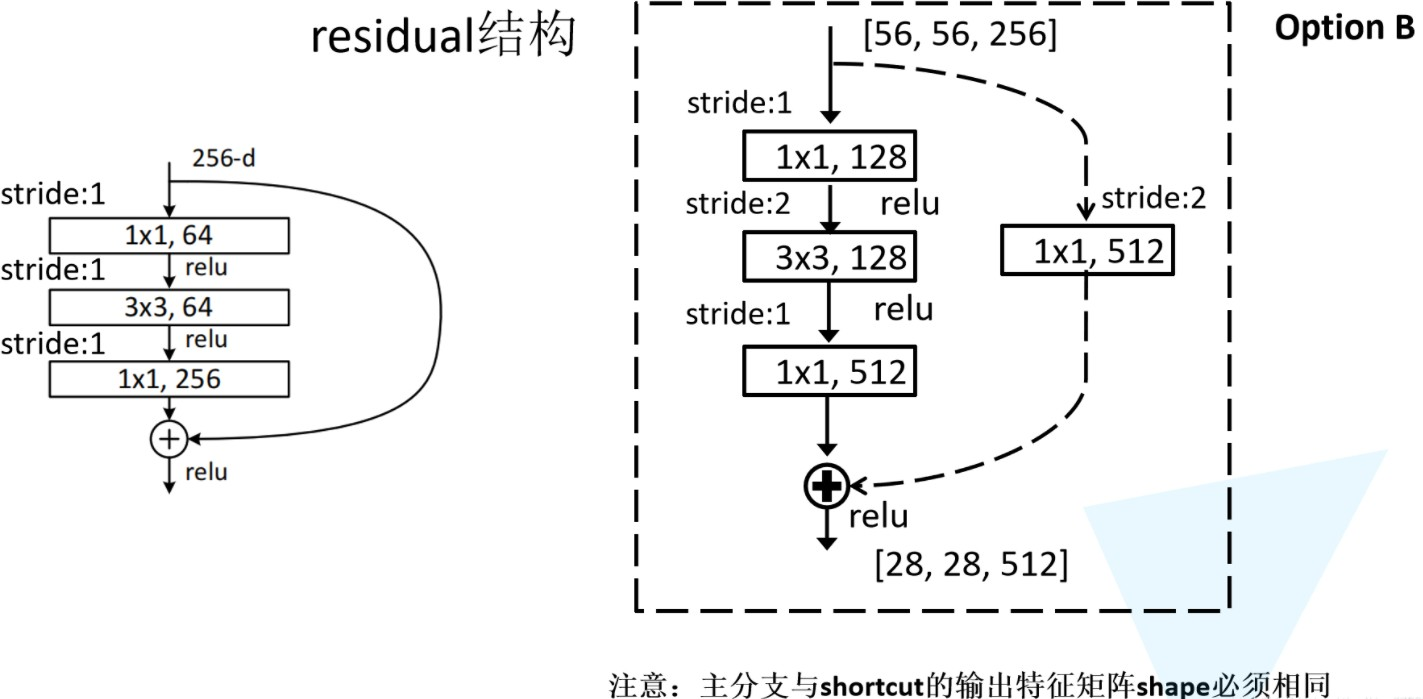 residual结构
256-d
stride:1
1x1, 64
stride:1
relu
3x3, 64
stride:1
relu
1x1, 256
relu
Option B
[56, 56, 256]
stride:1
1x1, 128
stride:2
relu
3x3, 128
stride:1
relu
1x1, 512
stride:2
1x1, 512
relu
[28, 28, 512]
注意：主分支与shortcut的输出特征矩阵shape必须相同